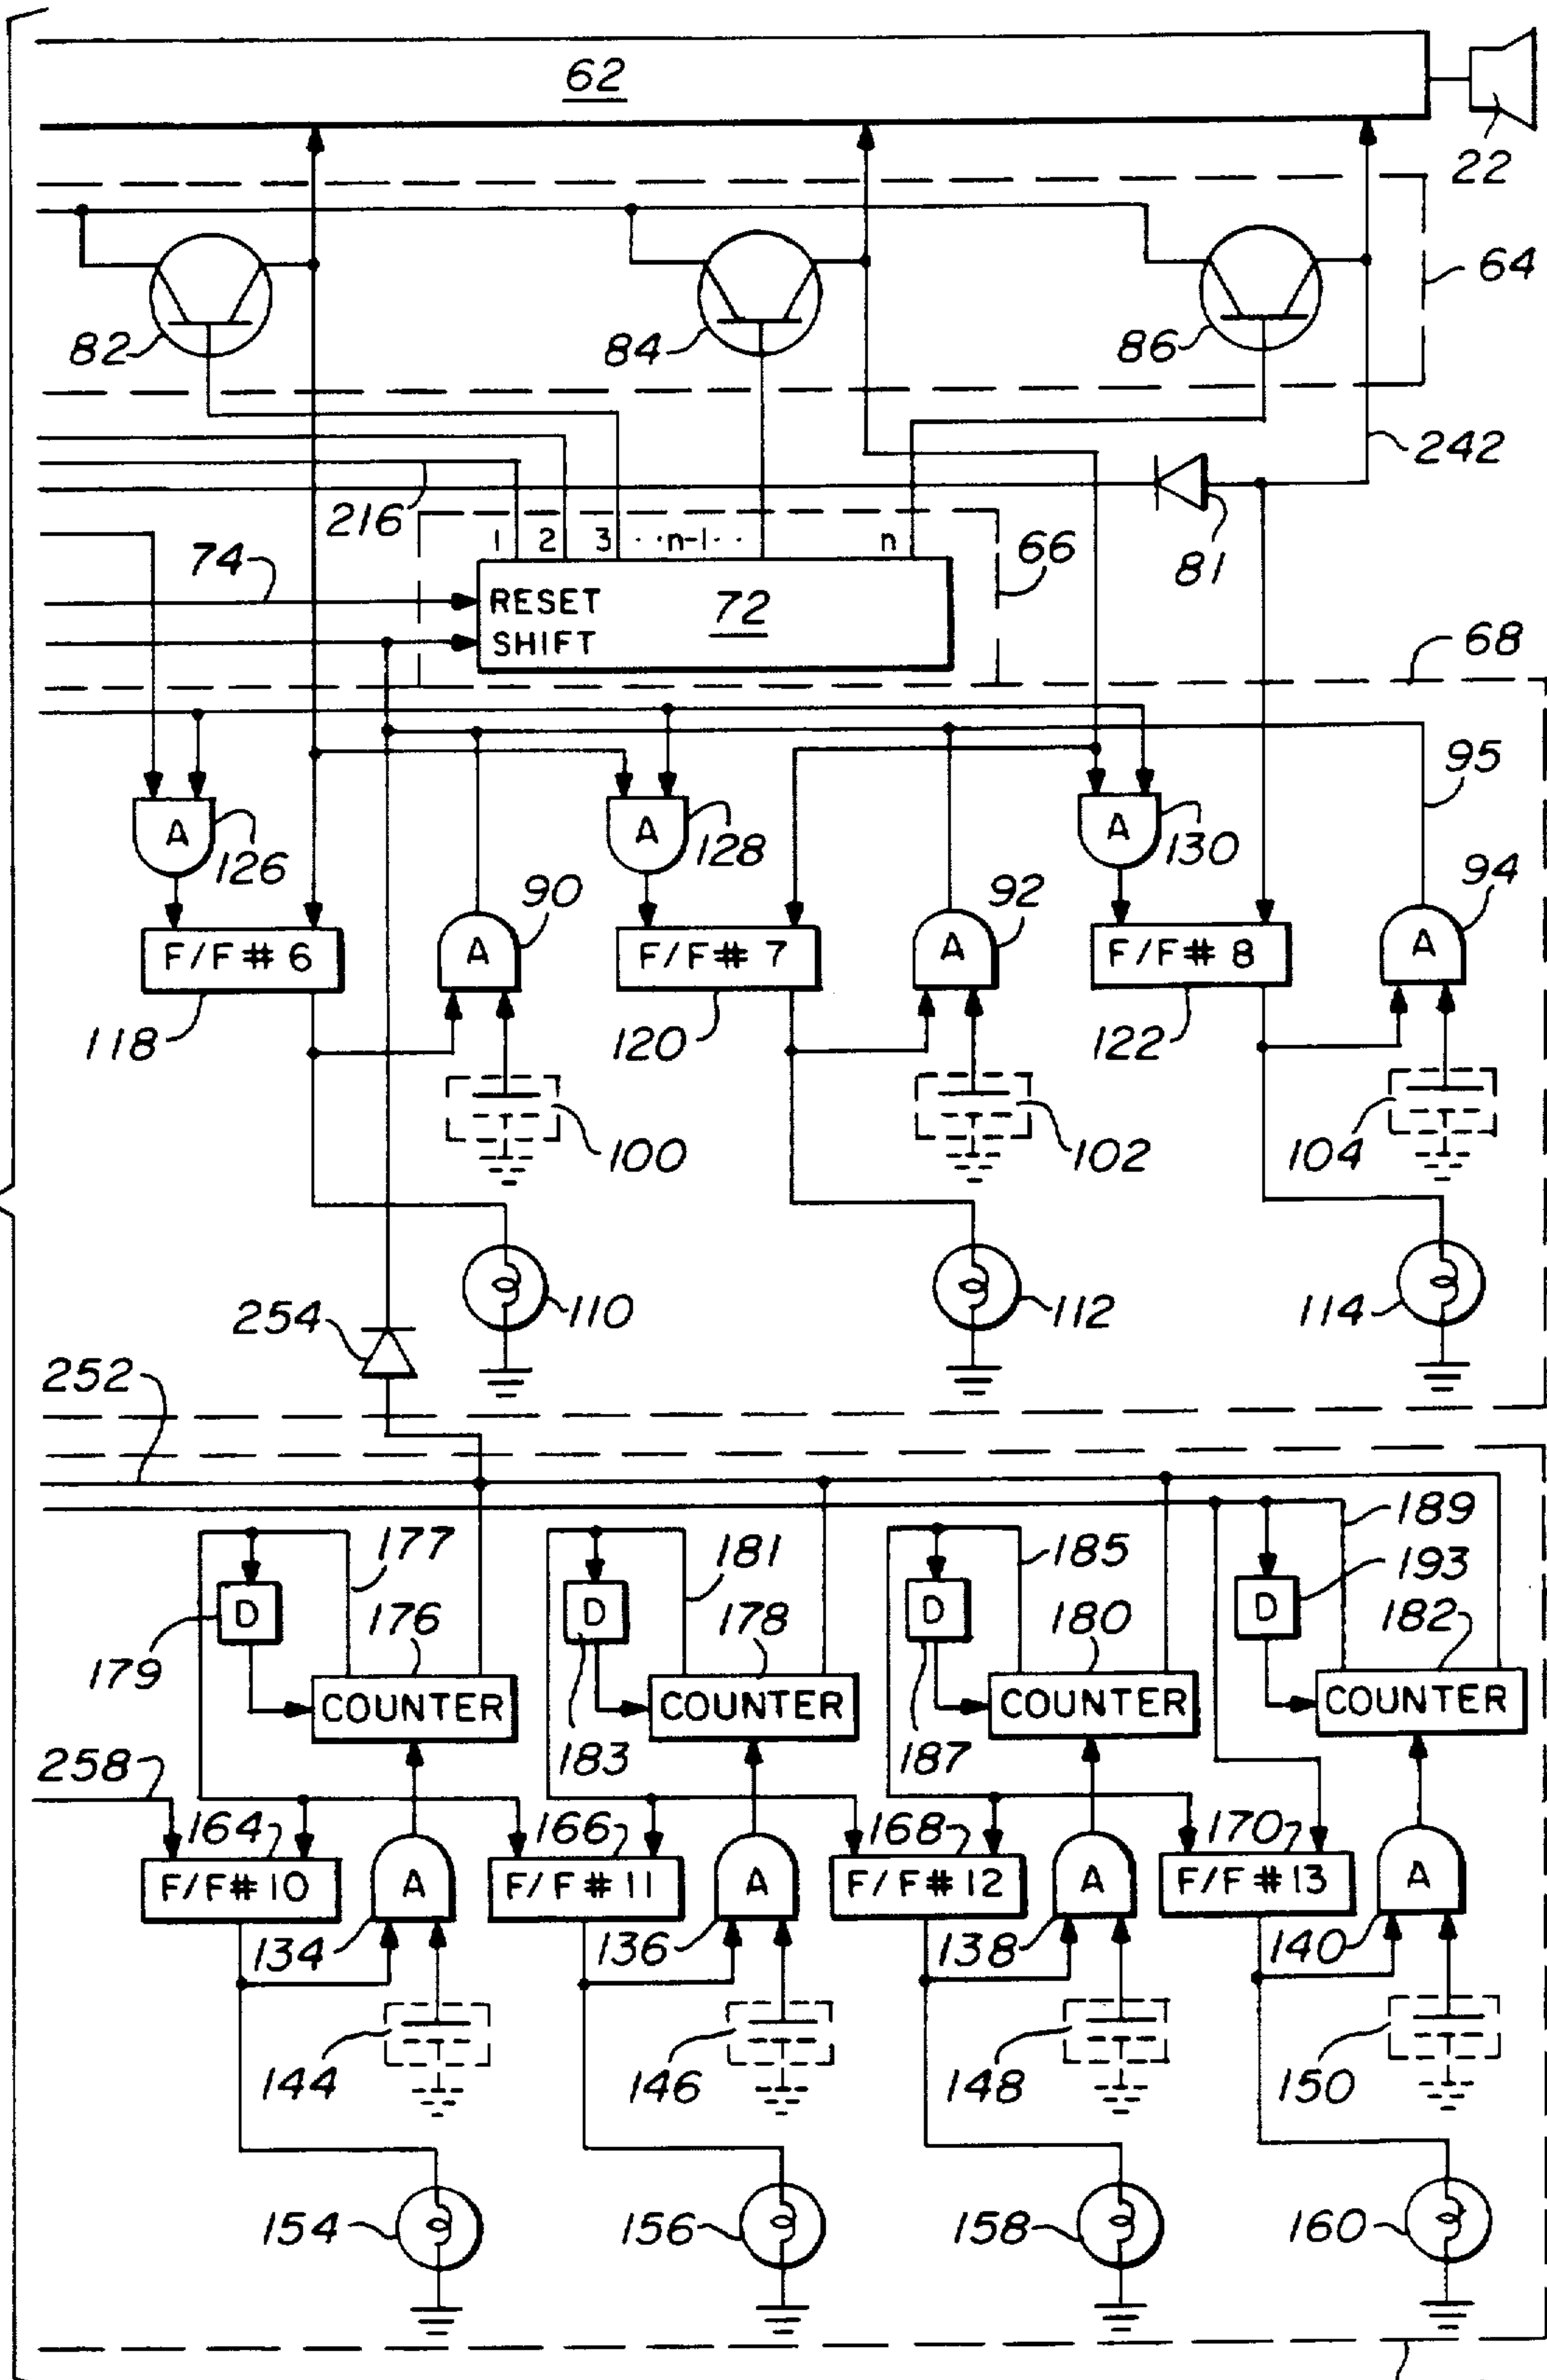 62
22
64
82
84
86
242
216
1 2 3 ··n-1·· n
66
81
74
RESET
72
SHIFT
68
95
A
126
A
128
A
130
90
92
94
F/F# 6
A
F/F# 7
A
F/F# 8
A
118
120
122
100
102
104
110
112
114
254
252
177
181
185
189
193
D
D
D
D
176
178
180
182
179
COUNTER
COUNTER
COUNTER
COUNTER
183
187
258
164
166
168
170
F/F# 10
A
F/F# 11
A
F/F# 12
A
F/F# 13
A
134
136
138
140
144
146
148
150
154
156
158
160